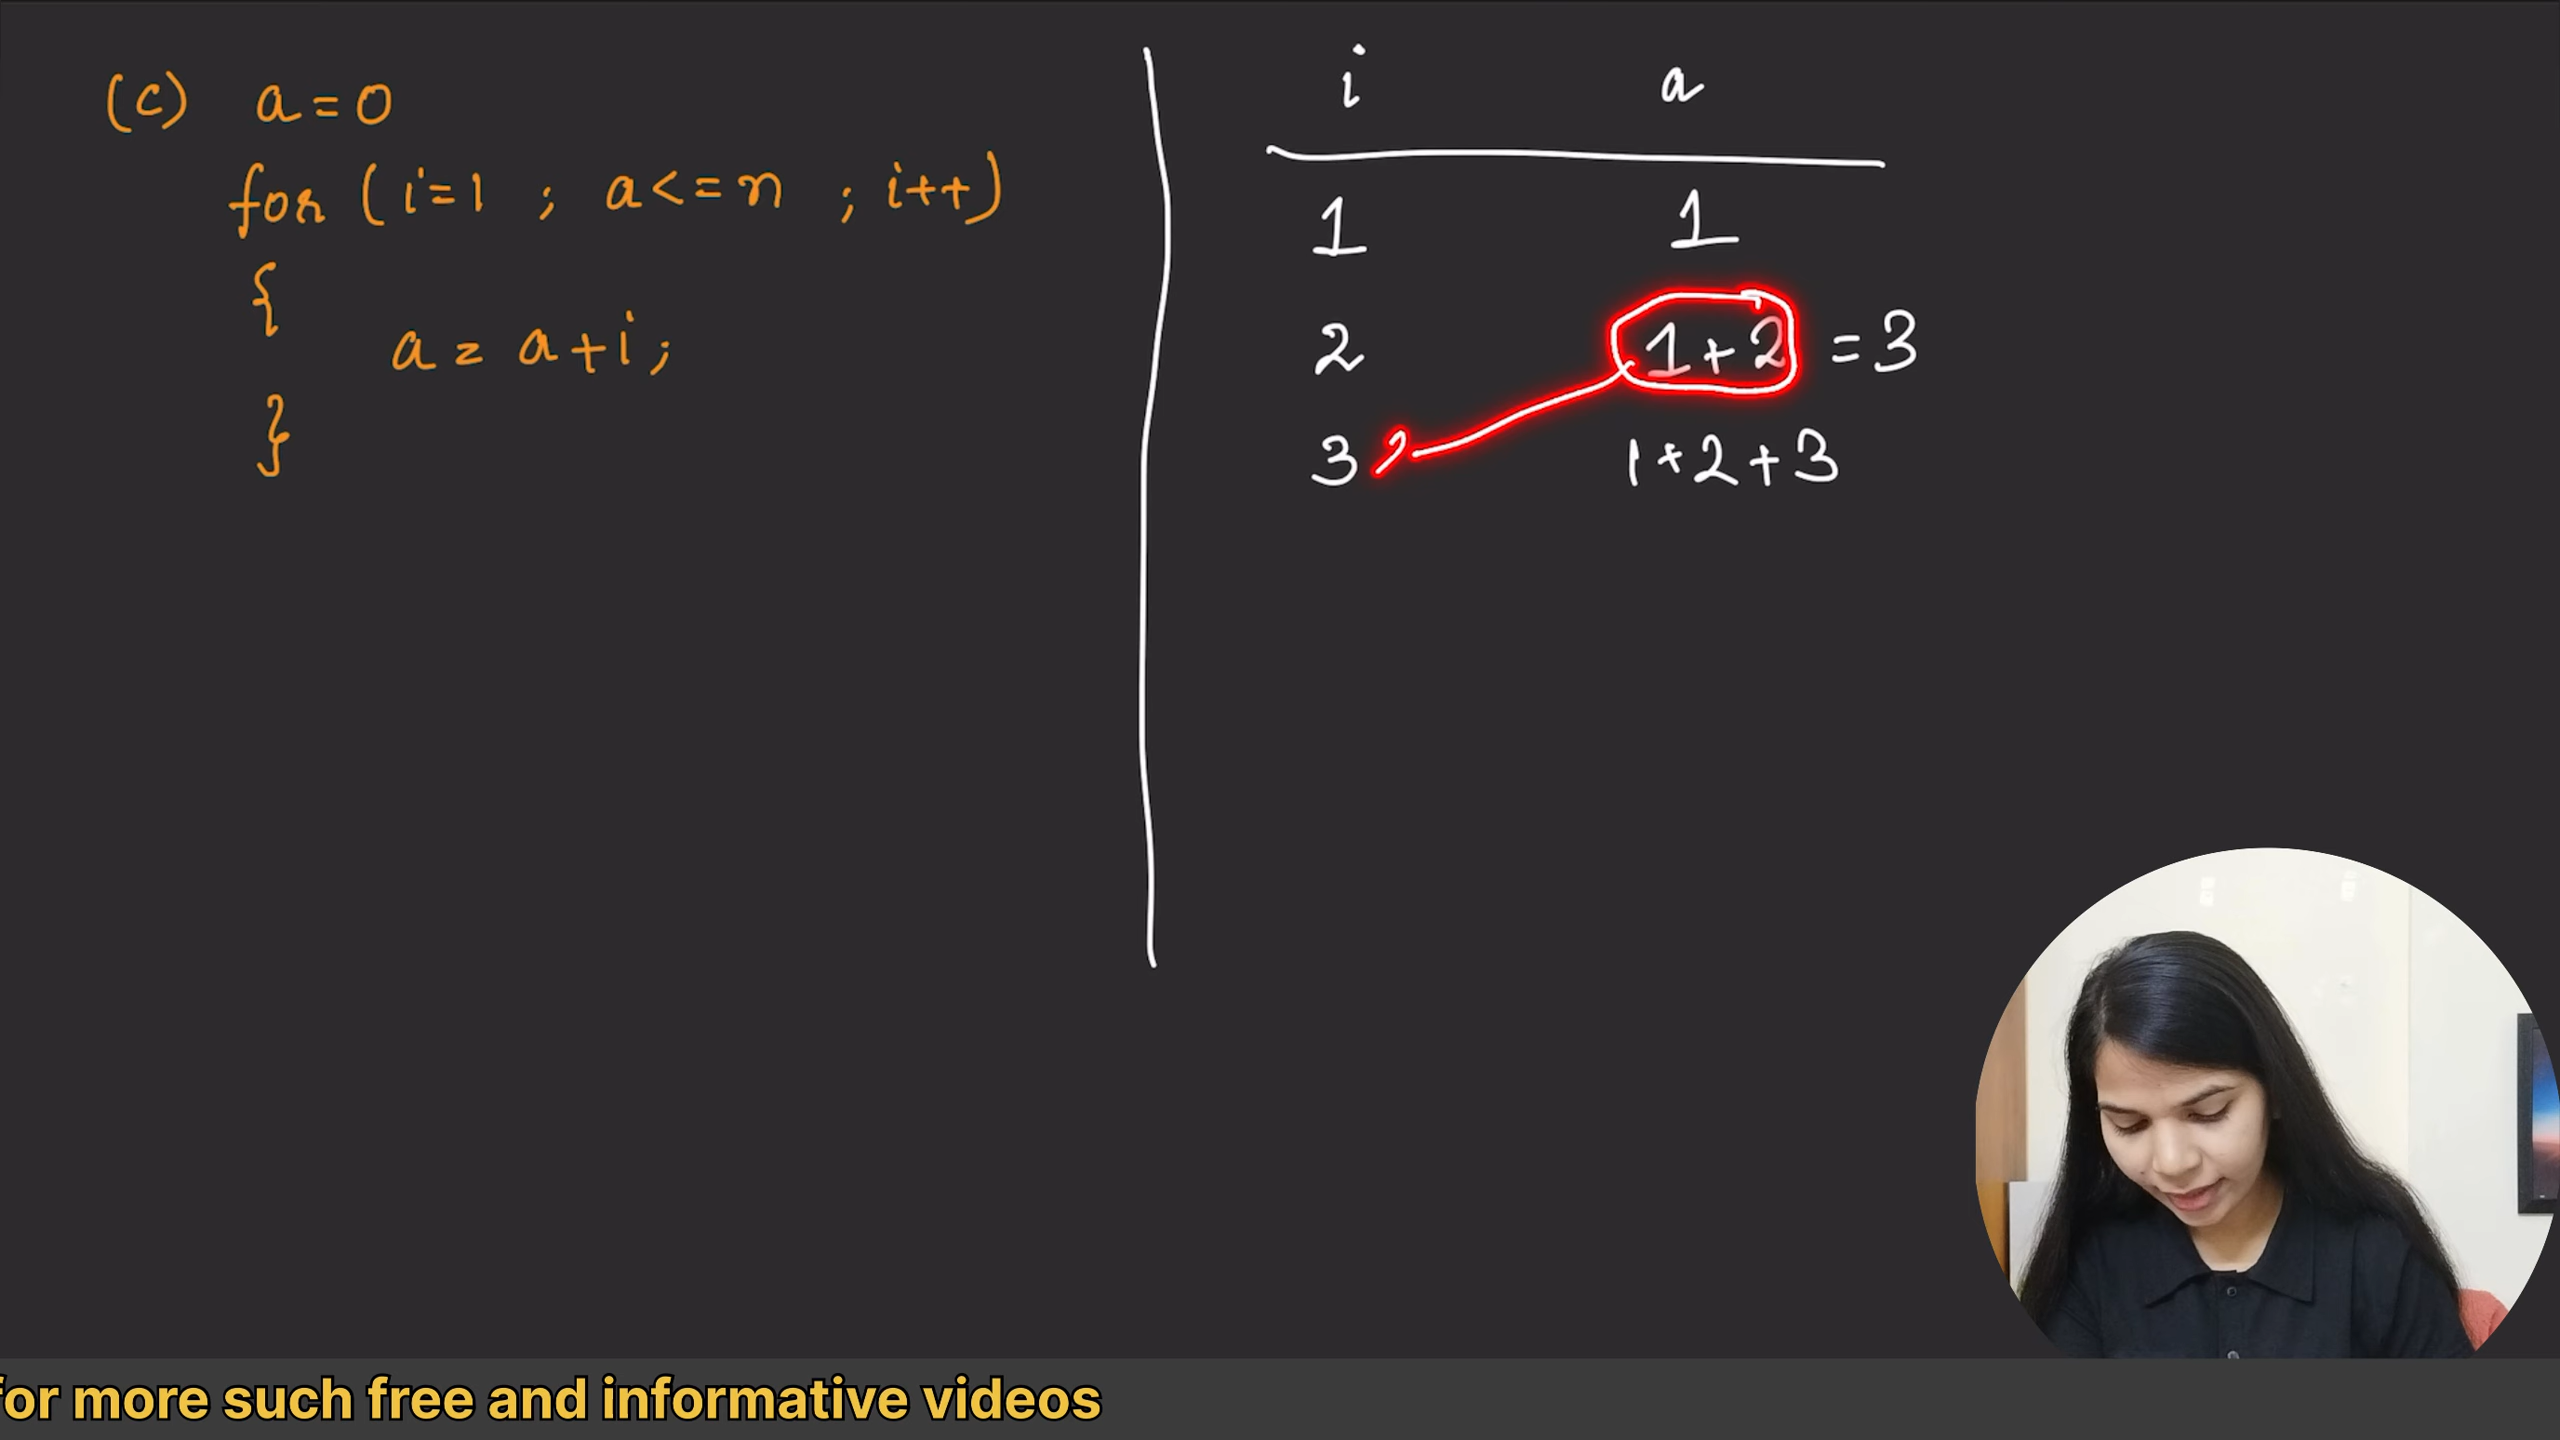 (c) a=0
for (i=1 ; a<=n ; i++)
{
a = a+i;
}
i a
1 1
2 1+2 =3
3 1+2+3
for more such free and informative videos